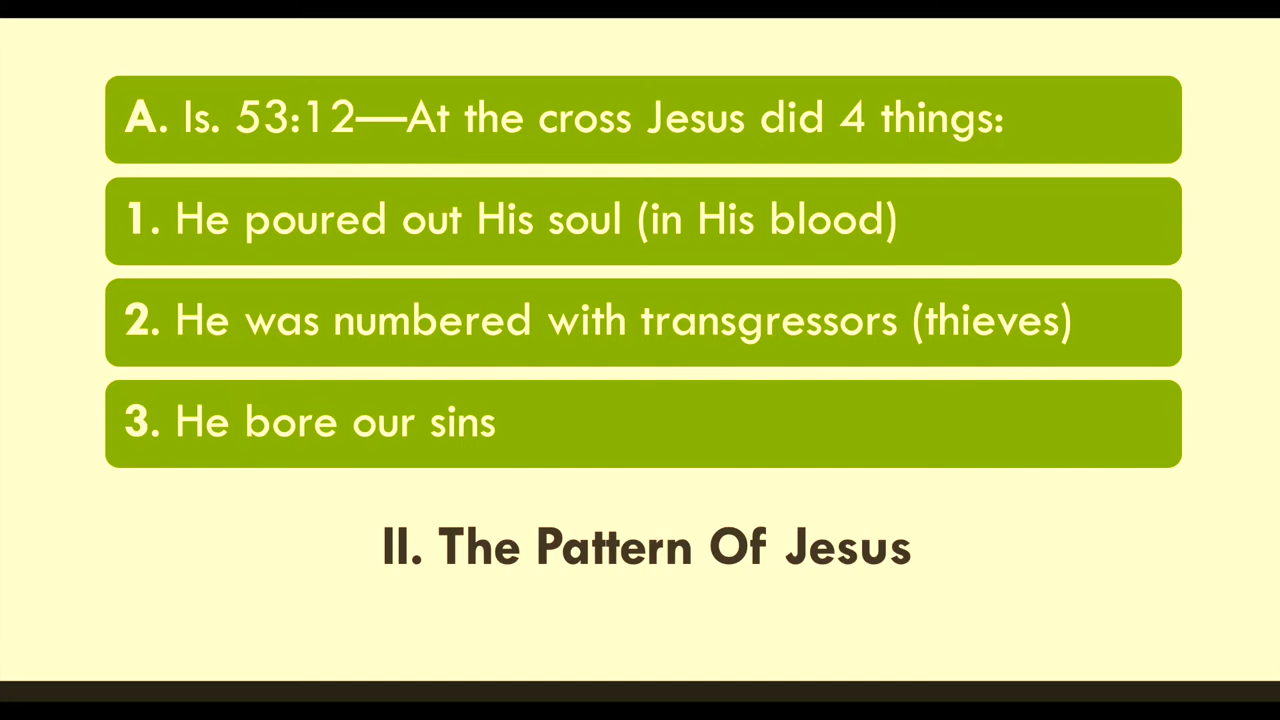 A. Is. 53:12—At the cross Jesus did 4 things:
1. He poured out His soul (in His blood)
2. He was numbered with transgressors (thieves)
3. He bore our sins
II. The Pattern Of Jesus